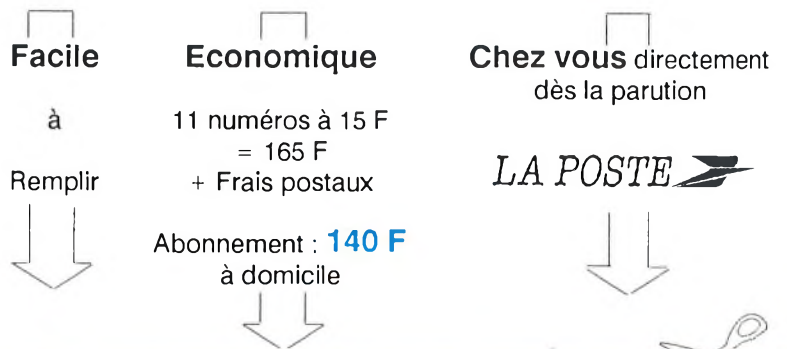 Facile
à
Remplir
Economique
11 numéros à 15 F
= 165 F
+ Frais postaux
Abonnement : 140 F
à domicile
Chez vous directement
dès la parution
LA POSTE